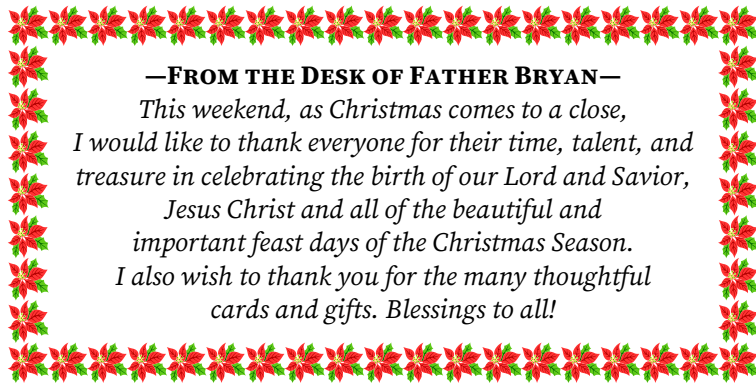 —From the Desk of Father Bryan—
This weekend, as Christmas comes to a close,
I would like to thank everyone for their time, talent, and
treasure in celebrating the birth of our Lord and Savior,
Jesus Christ and all of the beautiful and
important feast days of the Christmas Season.
I also wish to thank you for the many thoughtful
cards and gifts. Blessings to all!